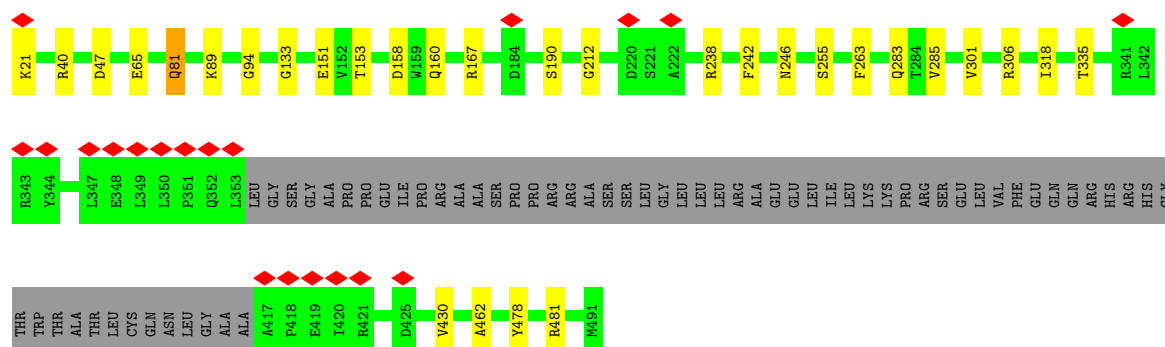 K21 R40 D47 E65 Q81 K89 G94 G133 E151 V152 T153 D158 W159 Q160 R167 D184 S190 G212 D220 S221 A222 R238 F242 N246 S255 F263 Q283 T284 V285 V301 R306 I318 T335 R341 L342
R343 Y344 L347 E348 L349 L350 P351 Q352 L353 LEU GLY SER GLY ALA PRO PRO GLU ILE PRO ARG ALA ALA SER PRO PRO ARG ARG ALA SER SER LEU GLY LEU LEU LEU ARG ALA GLU GLU LEU ILE LEU LYS LYS PRO ARG SER GLU LEU VAL PHE GLU GLN GLN ARG HIS ARG HIS GLY
THR TRP THR ALA THR LEU CYS GLN ASN LEU GLY ALA ALA A417 P418 E419 I420 R421 D425 V430 A462 Y478 R481 M491